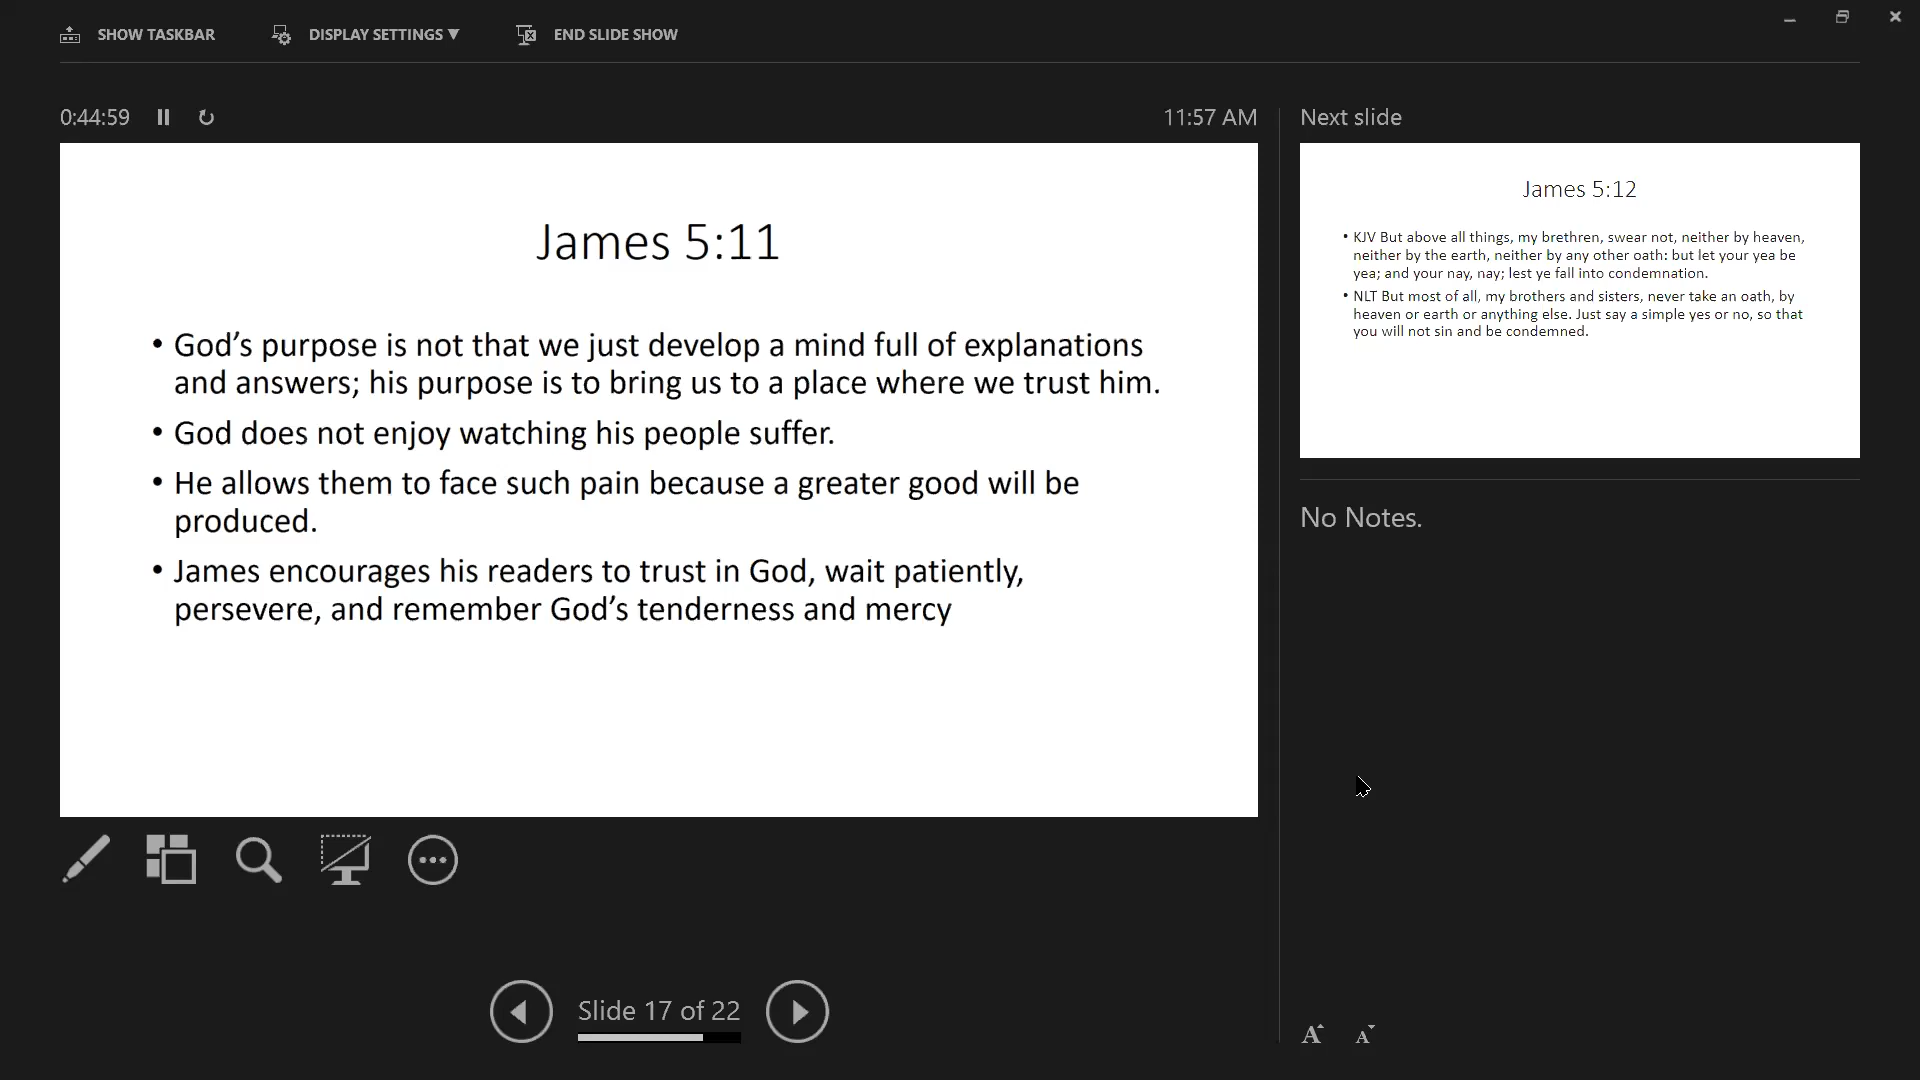 SHOW TASKBAR
DISPLAY SETTINGS ▼
END SLIDE SHOW
0:44:59
11:57 AM
James 5:11
• God’s purpose is not that we just develop a mind full of explanations
and answers; his purpose is to bring us to a place where we trust him.
• God does not enjoy watching his people suffer.
• He allows them to face such pain because a greater good will be
produced.
• James encourages his readers to trust in God, wait patiently,
persevere, and remember God’s tenderness and mercy
Slide 17 of 22
Next slide
James 5:12
• KJV But above all things, my brethren, swear not, neither by heaven,
neither by the earth, neither by any other oath: but let your yea be
yea; and your nay, nay; lest ye fall into condemnation.
• NLT But most of all, my brothers and sisters, never take an oath, by
heaven or earth or anything else. Just say a simple yes or no, so that
you will not sin and be condemned.
No Notes.
A A